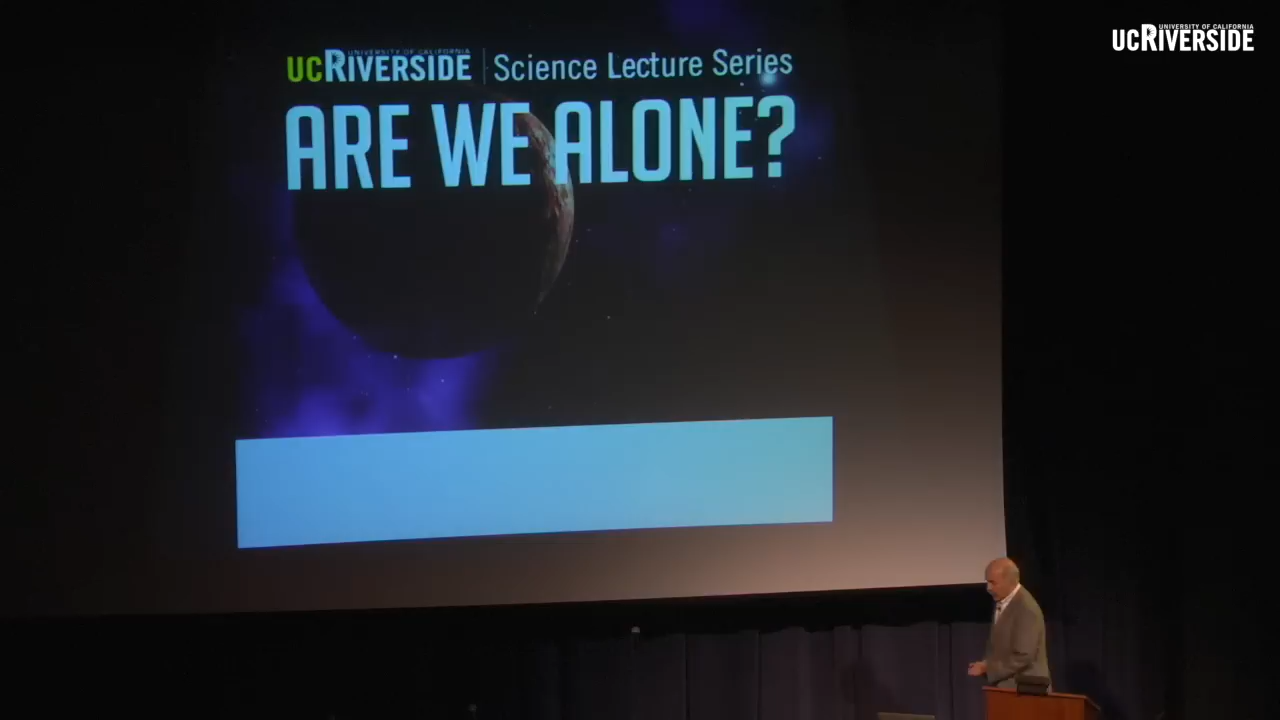 UNIVERSITY OF CALIFORNIA
UCRIVERSIDE
UNIVERSITY OF CALIFORNIA
UCRIVERSIDE | Science Lecture Series
ARE WE ALONE?